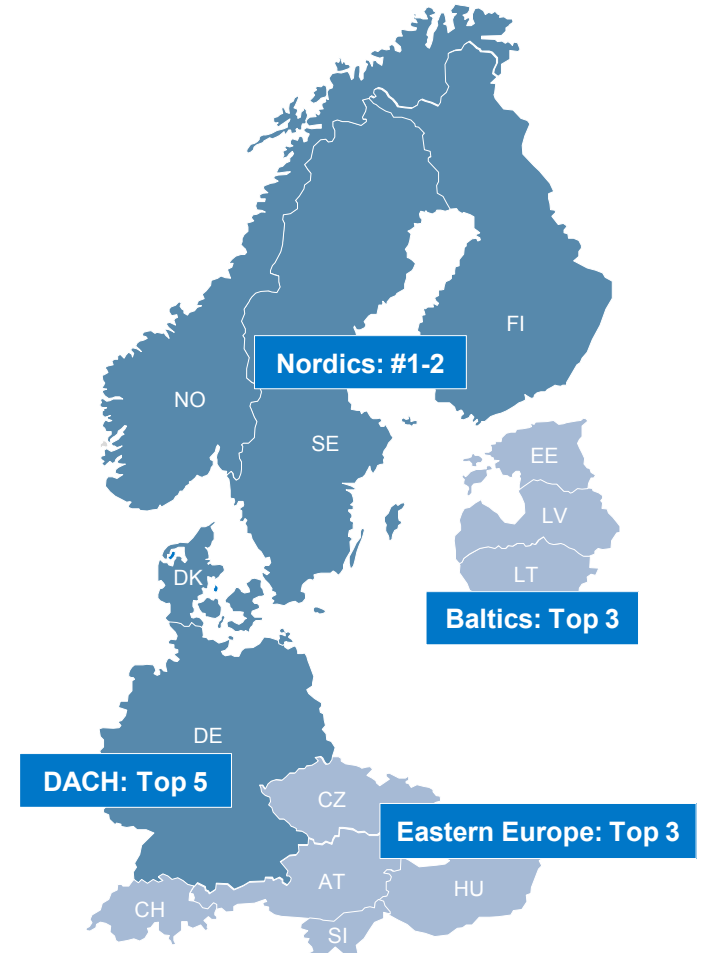 FI
Nordics: #1-2
NO
SE
EE
LV
LT
DK
Baltics: Top 3
DE
DACH: Top 5
CZ
Eastern Europe: Top 3
AT
HU
CH
SI